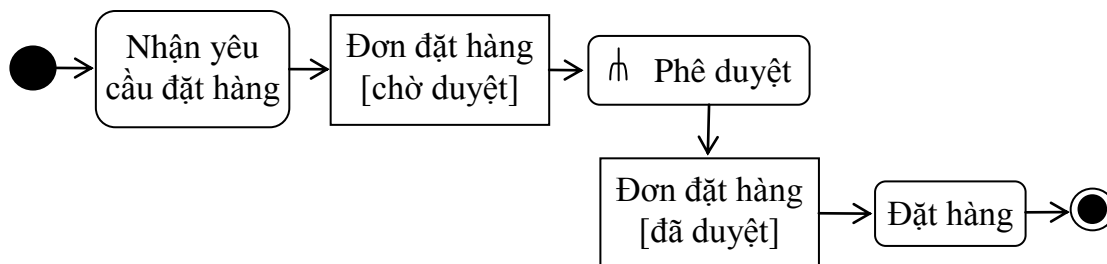 Nhận yêu
cầu đặt hàng
Đơn đặt hàng
[chờ duyệt]
Phê duyệt
Đơn đặt hàng
[đã duyệt]
Đặt hàng